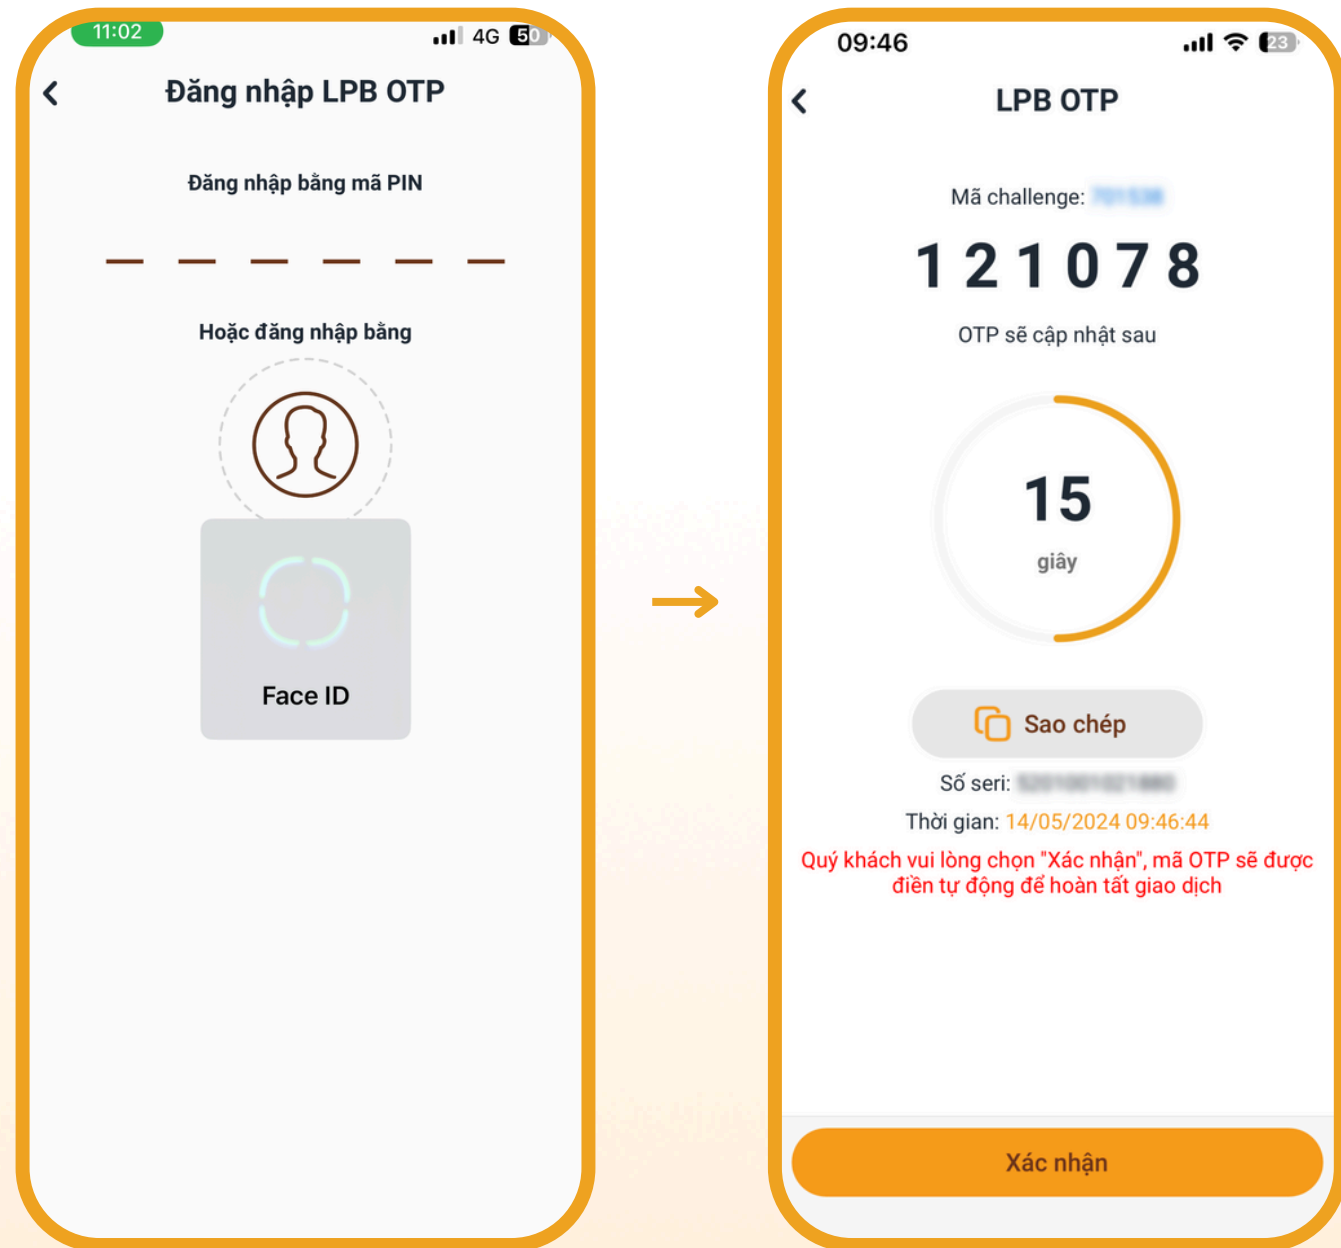 11:02
4G 50
Đăng nhập LPB OTP
Đăng nhập bằng mã PIN
Hoặc đăng nhập bằng
Face ID
09:46
23
LPB OTP
Mã challenge:
121078
OTP sẽ cập nhật sau
15
giây
Sao chép
Số seri:
Thời gian: 14/05/2024 09:46:44
Quý khách vui lòng chọn "Xác nhận", mã OTP sẽ được
điền tự động để hoàn tất giao dịch
Xác nhận